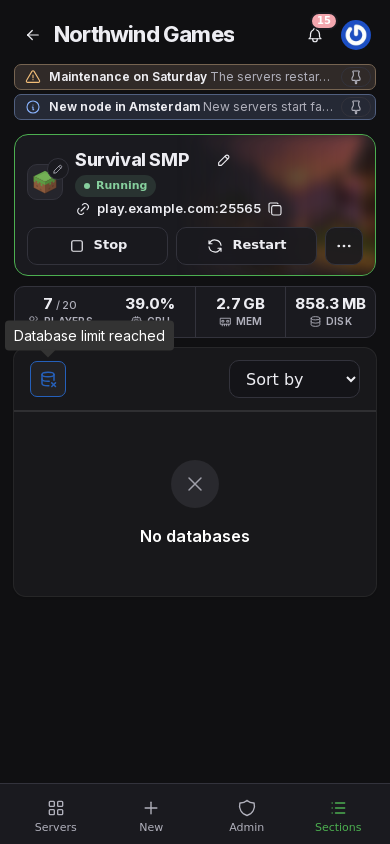 Northwind Games
15
Maintenance on Saturday The servers restar...
New node in Amsterdam New servers start fa...
Survival SMP
Running
play.example.com:25565
Stop
Restart
7 / 20
39.0%
2.7 GB
858.3 MB
MEM
DISK
Database limit reached
Sort by
No databases
Servers
New
Admin
Sections